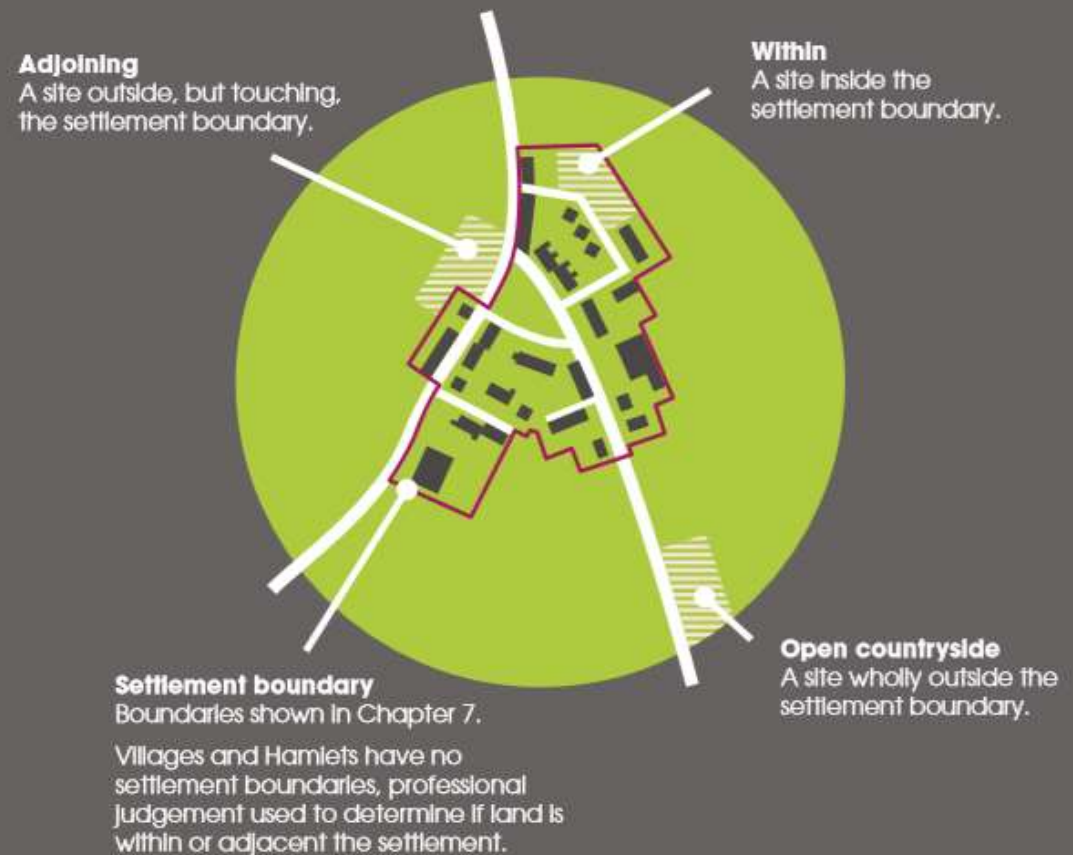 Adjoining
A site outside, but touching,
the settlement boundary.
Within
A site inside the
settlement boundary.
Settlement boundary
Boundaries shown in Chapter 7.
Villages and Hamlets have no
settlement boundaries, professional
judgement used to determine if land is
within or adjacent the settlement.
Open countryside
A site wholly outside the
settlement boundary.